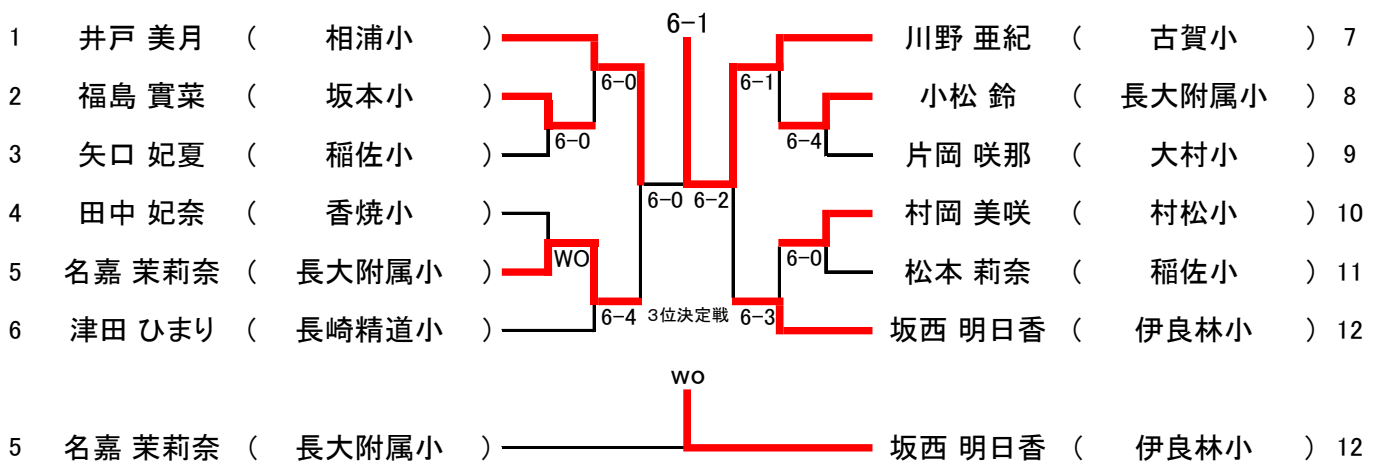 6-1
1 井戸 美月 ( 相浦小 ) 川野 亜紀 ( 古賀小 ) 7
6-0 6-1
2 福島 實菜 ( 坂本小 ) 小松 鈴 ( 長大附属小 ) 8
6-0 6-4
3 矢口 妃夏 ( 稲佐小 ) 片岡 咲那 ( 大村小 ) 9
6-0 6-2
4 田中 妃奈 ( 香焼小 ) 村岡 美咲 ( 村松小 ) 10
WO 6-0
5 名嘉 茉莉奈 ( 長大附属小 ) 松本 莉奈 ( 稲佐小 ) 11
6-4 3位決定戦 6-3
6 津田 ひまり ( 長崎精道小 ) 坂西 明日香 ( 伊良林小 ) 12
wo
5 名嘉 茉莉奈 ( 長大附属小 ) 坂西 明日香 ( 伊良林小 ) 12